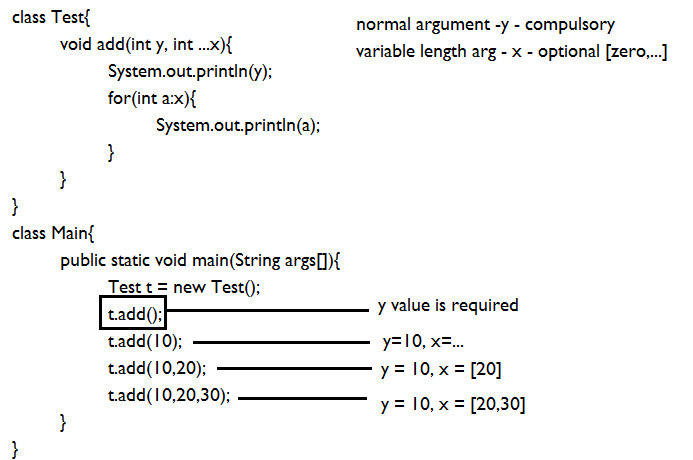 class Test{
normal argument -y - compulsory
void add(int y, int ...x){
variable length arg - x - optional [zero,...]
System.out.println(y);
for(int a:x){
System.out.println(a);
}
}
}
class Main{
public static void main(String args[]){
Test t = new Test();
t.add();
y value is required
t.add(10);
y=10, x=...
t.add(10,20);
y = 10, x = [20]
t.add(10,20,30);
y = 10, x = [20,30]
}
}